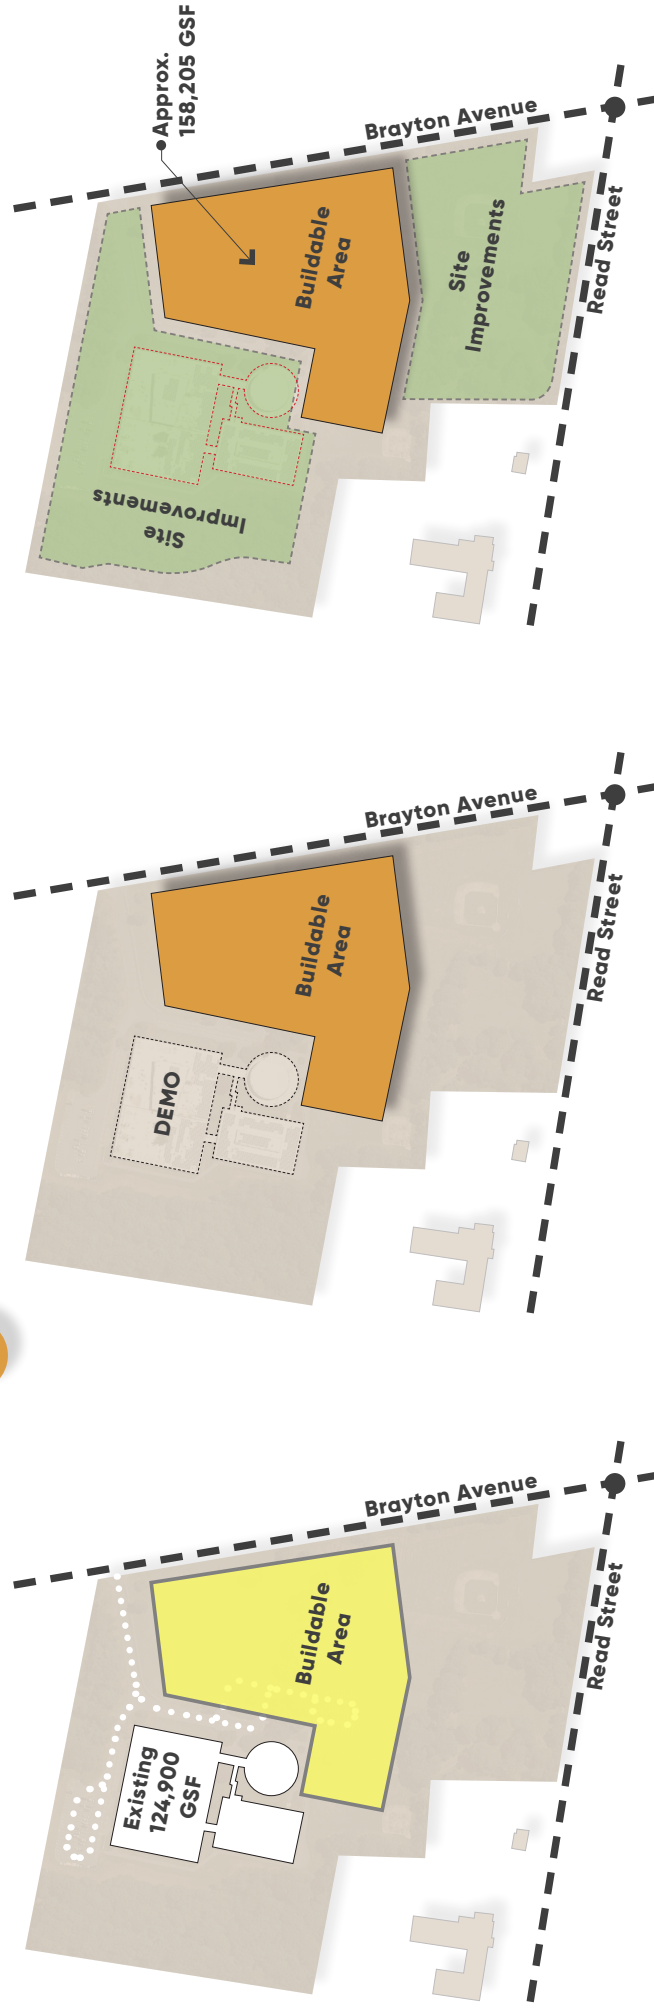 Approx.
158,205 GSF
Brayton Avenue
Buildable
Area
Site
Improvements
Read Street
Site
Improvements
Brayton Avenue
Buildable
Area
Read Street
DEMO
Brayton Avenue
Buildable
Area
Read Street
Existing
124,900
GSF